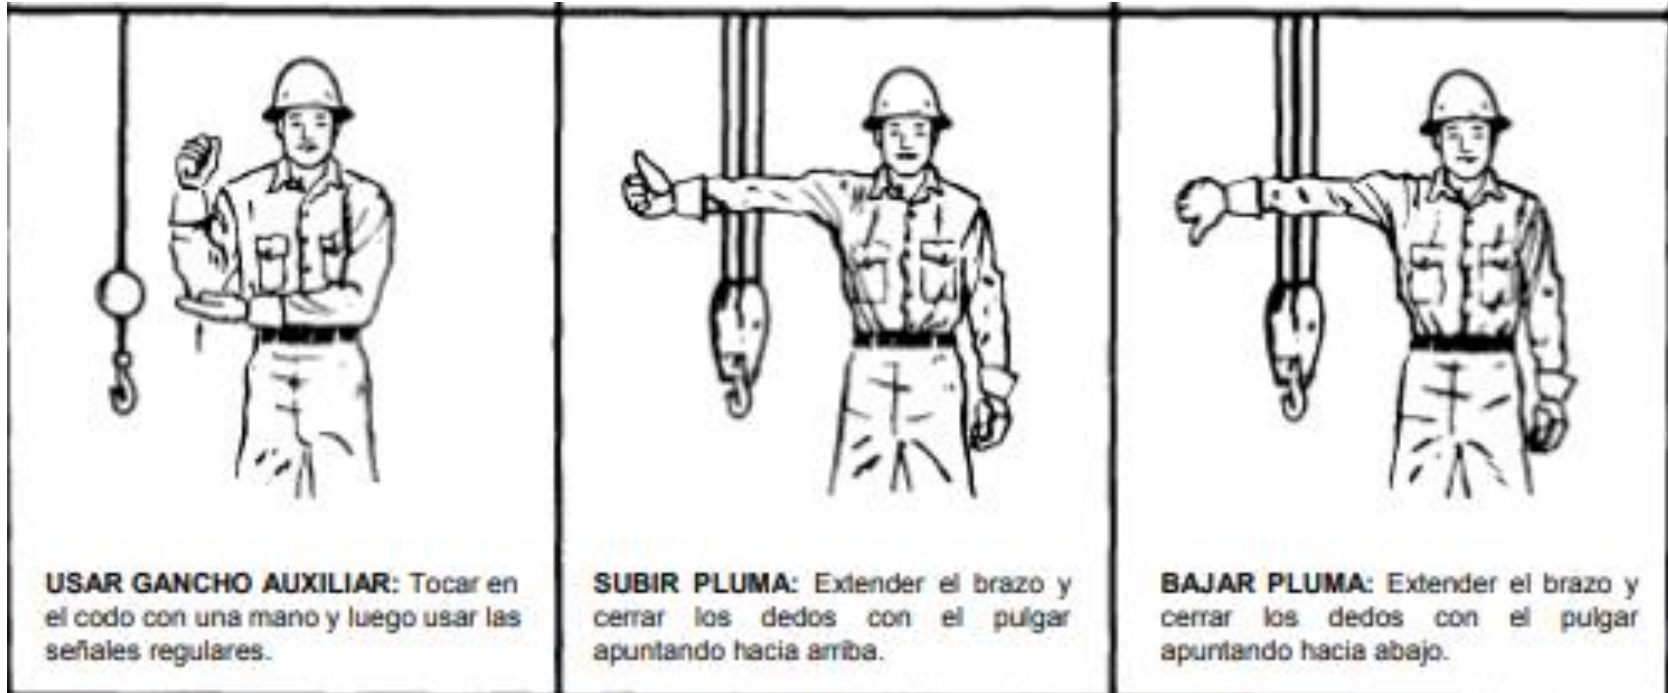 USAR GANCHO AUXILIAR: Tocar en
el codo con una mano y luego usar las
señales regulares.
SUBIR PLUMA: Extender el brazo y
cerrar los dedos con el pulgar
apuntando hacia arriba.
BAJAR PLUMA: Extender el brazo y
cerrar los dedos con el pulgar
apuntando hacia abajo.